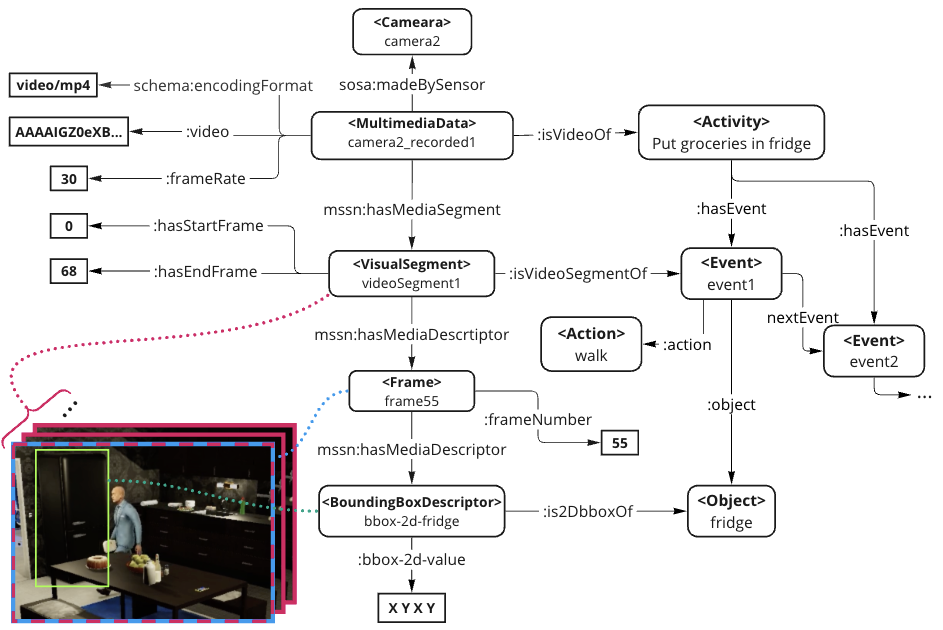 <Cameara>
camera2
video/mp4
schema:encodingFormat
sosa:madeBySensor
AAAAIGZ0eXB...
:video
<MultimediaData>
camera2_recorded1
:isVideoOf
<Activity>
Put groceries in fridge
30
:frameRate
mssn:hasMediaSegment
:hasEvent
:hasEvent
0
:hasStartFrame
68
:hasEndFrame
<VisualSegment>
videoSegment1
:isVideoSegmentOf
<Event>
event1
nextEvent
mssn:hasMediaDescrtiptor
<Action>
walk
:action
<Event>
event2
...
<Frame>
frame55
:frameNumber
:object
55
mssn:hasMediaDescriptor
<BoundingBoxDescriptor>
bbox-2d-fridge
:is2DbboxOf
<Object>
fridge
:bbox-2d-value
X Y X Y